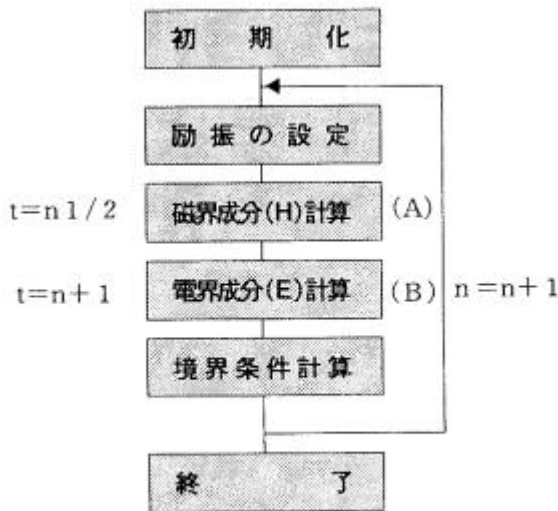 初期化
励振の設定
t=n 1/2 磁界成分(H)計算 (A)
t=n+1 電界成分(E)計算 (B) n=n+1
境界条件計算
終了